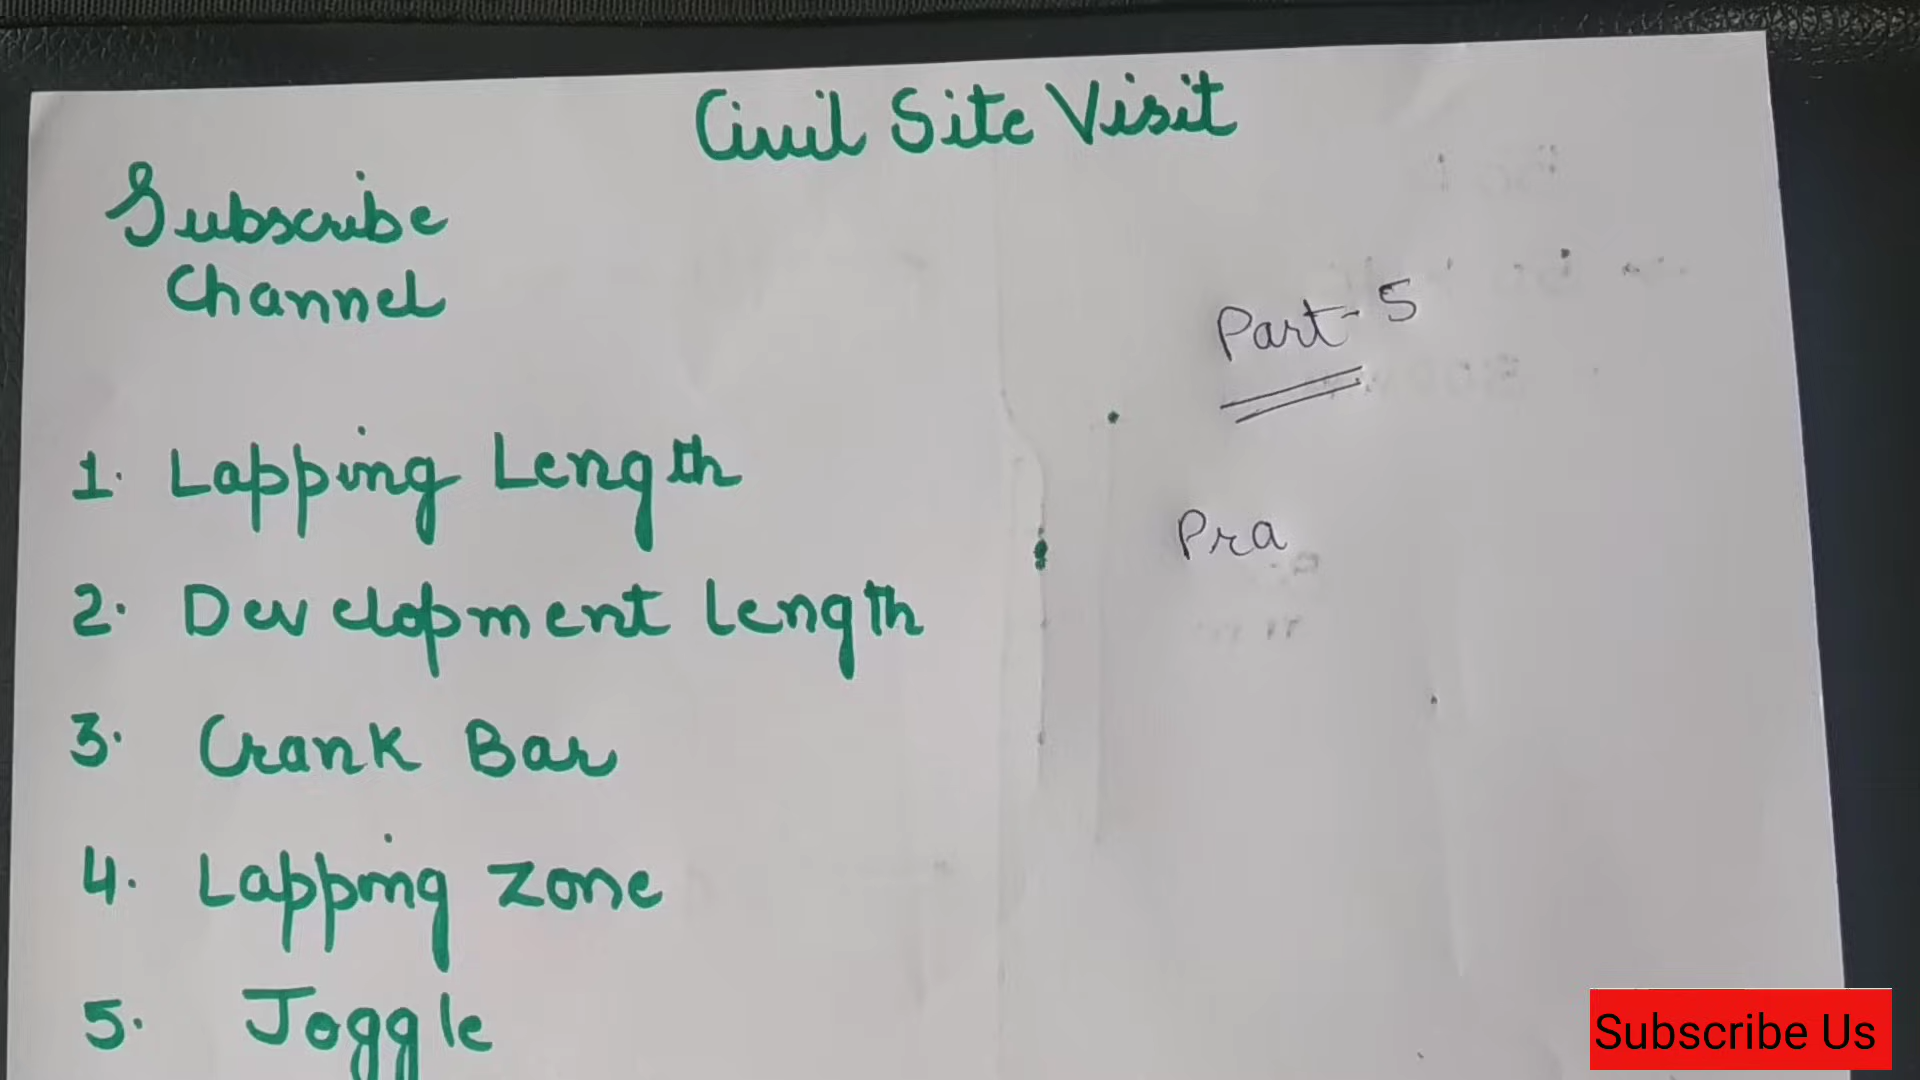 Civil Site Visit
Subscribe
Channel
Part-5
1. Lapping Length
Pra
2. Development length
3. Crank Bar
4. Lapping Zone
5. Joggle
Subscribe Us